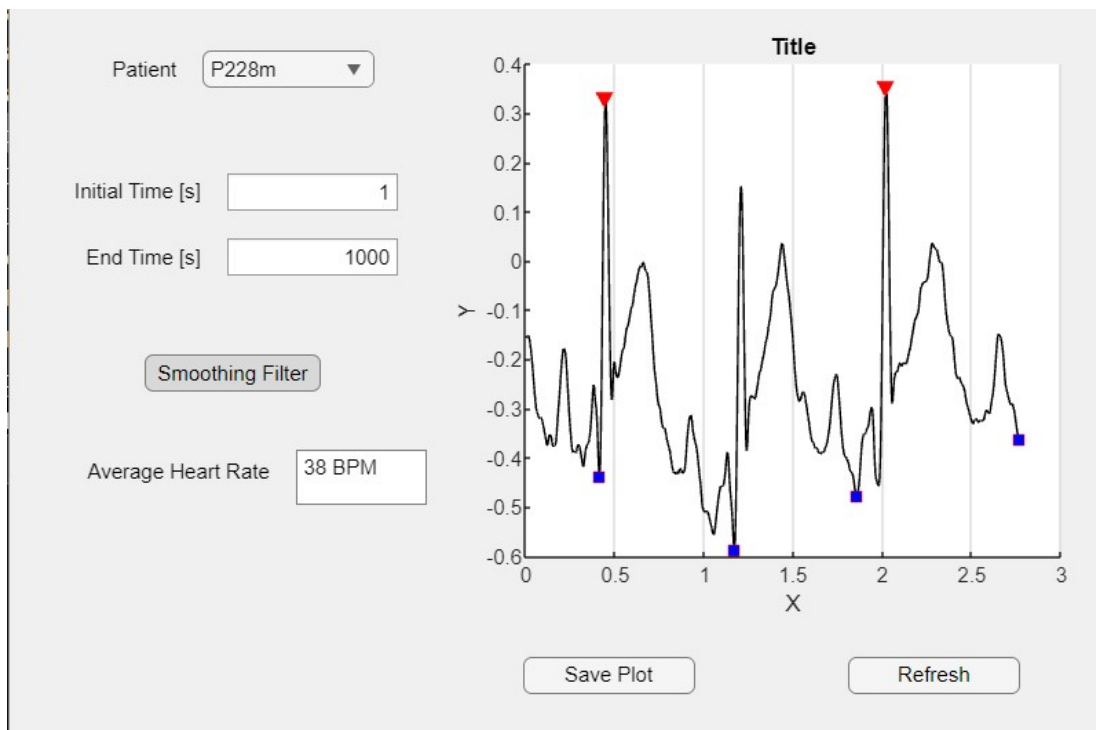 Patient
P228m
Initial Time [s]
1
End Time [s]
1000
Smoothing Filter
Average Heart Rate
38 BPM
Title
Y
0.4
0.3
0.2
0.1
0
-0.1
-0.2
-0.3
-0.4
-0.5
-0.6
0 0.5 1 1.5 2 2.5 3
X
Save Plot
Refresh